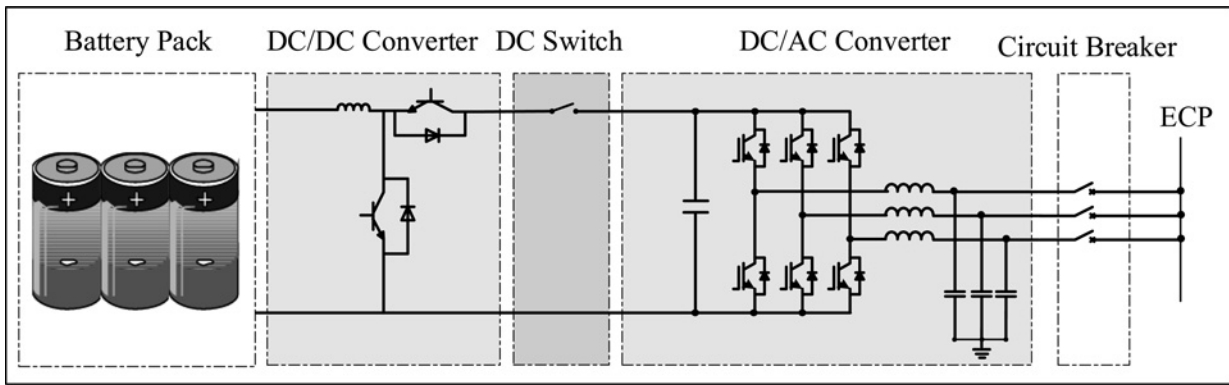 Battery Pack
DC/DC Converter
DC Switch
DC/AC Converter
Circuit Breaker
ECP
+
+
+